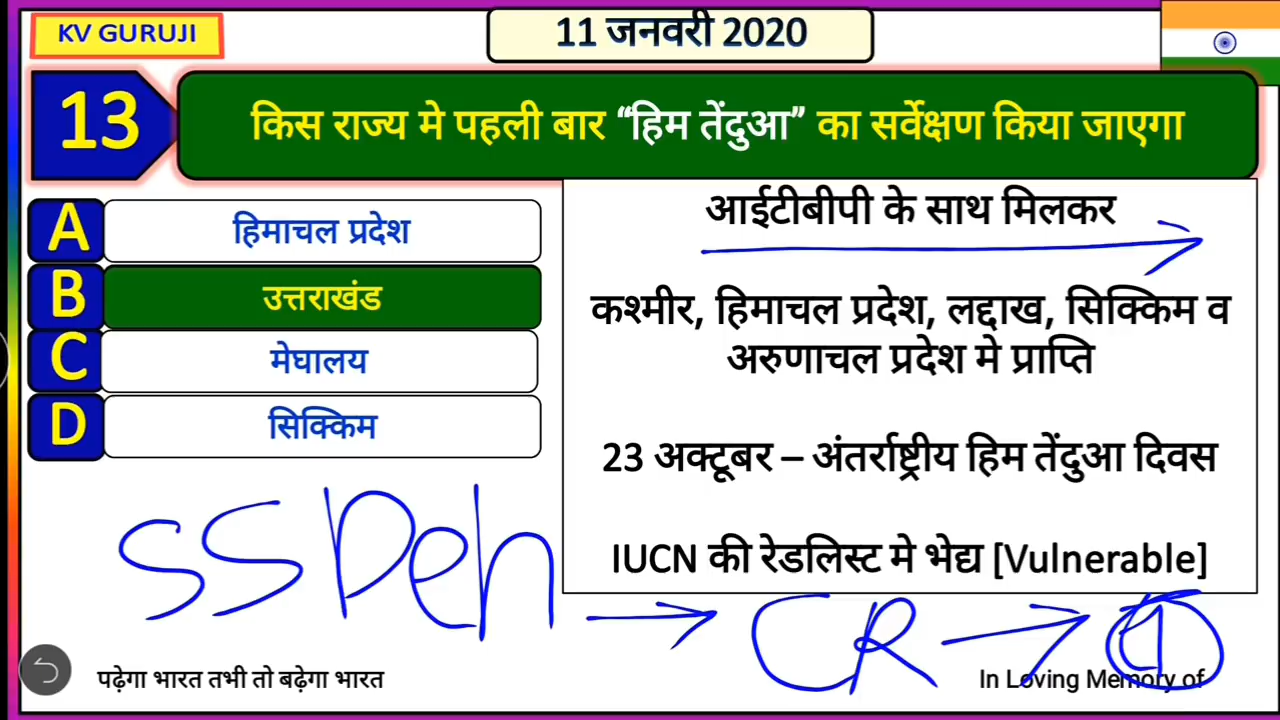 KV GURUJI
11 जनवरी 2020
13
किस राज्य मे पहली बार “हिम तेंदुआ” का सर्वेक्षण किया जाएगा
A हिमाचल प्रदेश
B उत्तराखंड
C मेघालय
D सिक्किम
आईटीबीपी के साथ मिलकर
कश्मीर, हिमाचल प्रदेश, लद्दाख, सिक्किम व
अरुणाचल प्रदेश मे प्राप्ति
23 अक्टूबर – अंतर्राष्ट्रीय हिम तेंदुआ दिवस
IUCN की रेडलिस्ट मे भेद्य [Vulnerable]
CR
पढ़ेगा भारत तभी तो बढ़ेगा भारत
In Loving Memory of